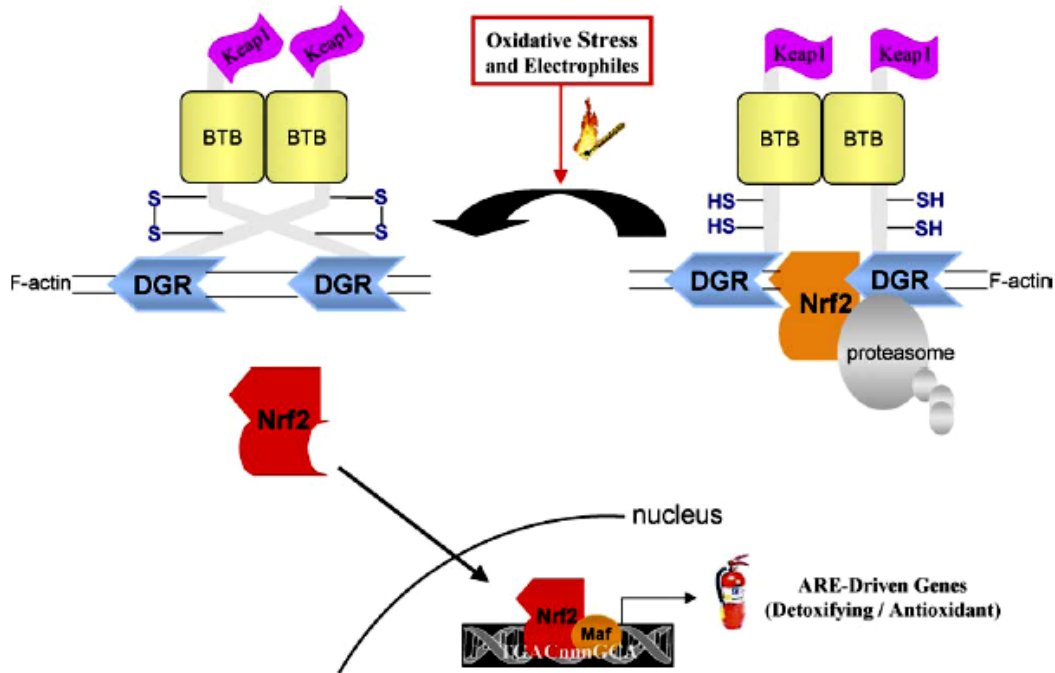 Keap1 Keap1
Oxidative Stress
and Electrophiles
Keap1 Keap1
BTB BTB
BTB BTB
S S
S S
HS SH
HS SH
F-actin DGR DGR
DGR Nrf2 DGR F-actin
proteasome
Nrf2
nucleus
ARE-Driven Genes
(Detoxifying / Antioxidant)
Nrf2 Maf
TGACnnnGCA